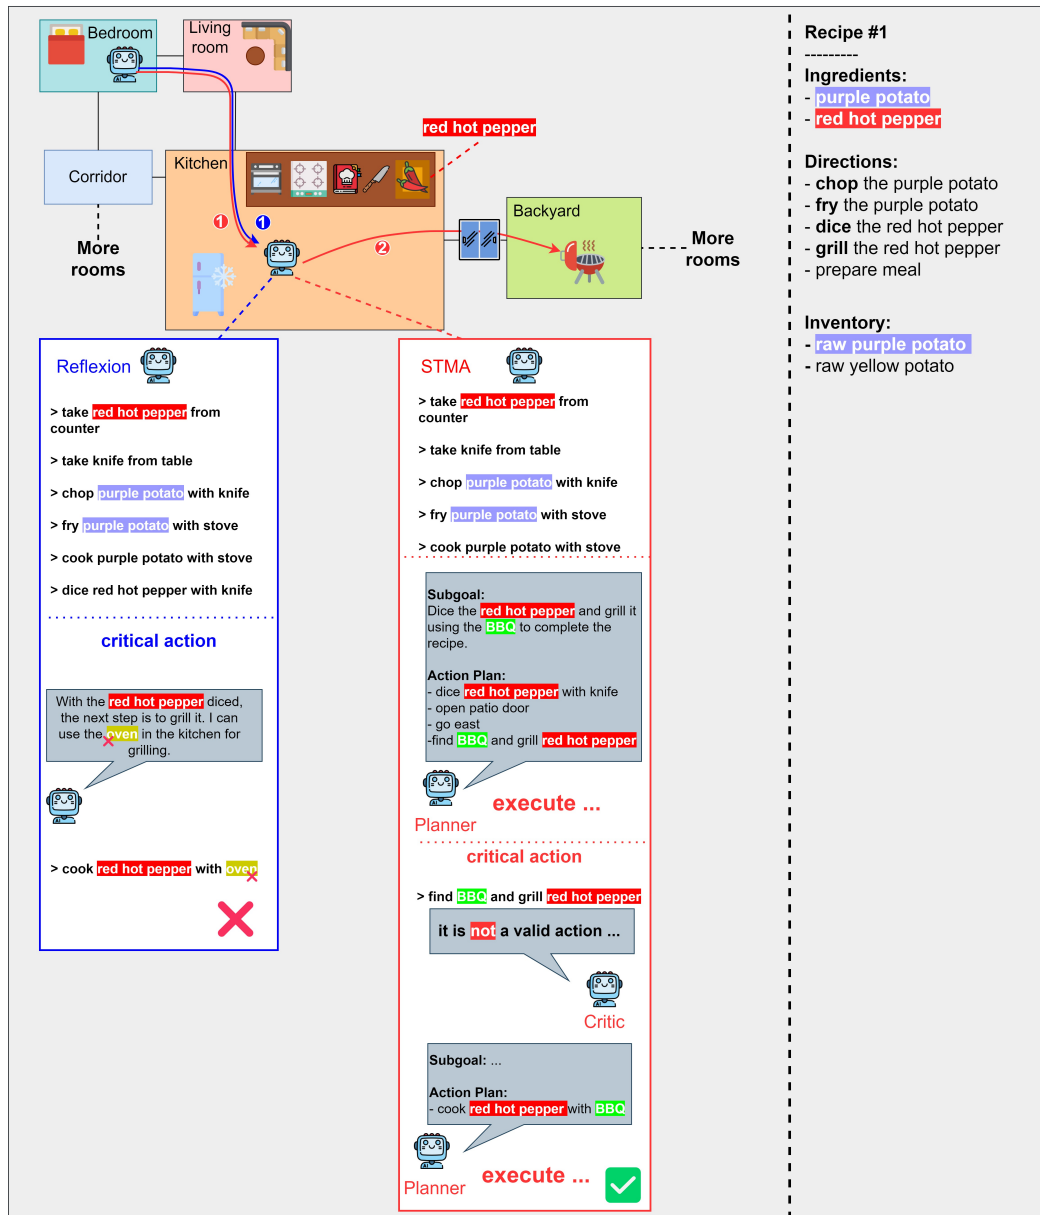 Bedroom
Living
room
red hot pepper
Kitchen
Corridor
1
1
2
Backyard
More
rooms
More
rooms
Reflexion
AI
> take red hot pepper from
counter
> take knife from table
> chop purple potato with knife
> fry purple potato with stove
> cook purple potato with stove
> dice red hot pepper with knife
critical action
With the red hot pepper diced,
the next step is to grill it. I can
use the oven in the kitchen for
grilling.
AI
> cook red hot pepper with oven
STMA
AI
> take red hot pepper from
counter
> take knife from table
> chop purple potato with knife
> fry purple potato with stove
> cook purple potato with stove
Subgoal:
Dice the red hot pepper and grill it
using the BBQ to complete the
recipe.
Action Plan:
- dice red hot pepper with knife
- open patio door
- go east
-find BBQ and grill red hot pepper
AI
Planner
execute ...
critical action
> find BBQ and grill red hot pepper
it is not a valid action ...
AI
Critic
Subgoal: ...
Action Plan:
- cook red hot pepper with BBQ
AI
Planner
execute ...
Recipe #1
---------
Ingredients:
- purple potato
- red hot pepper
Directions:
- chop the purple potato
- fry the purple potato
- dice the red hot pepper
- grill the red hot pepper
- prepare meal
Inventory:
- raw purple potato
- raw yellow potato